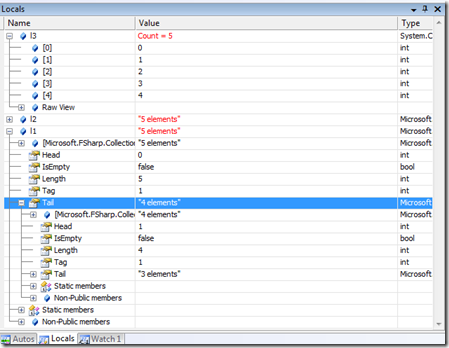 Locals
Name Value Type
l3 Count = 5 System.C
[0] 0 int
[1] 1 int
[2] 2 int
[3] 3 int
[4] 4 int
Raw View
l2 "5 elements" Microsoft
l1 "5 elements" Microsoft
[Microsoft.FSharp.Collection "5 elements" Microsoft
Head 0 int
IsEmpty false bool
Length 5 int
Tag 1 int
Tail "4 elements" Microsoft
[Microsoft.FSharp.Collec "4 elements" Microsoft
Head 1 int
IsEmpty false bool
Length 4 int
Tag 1 int
Tail "3 elements" Microsoft
Static members
Non-Public members
Static members
Non-Public members
Autos Locals Watch 1